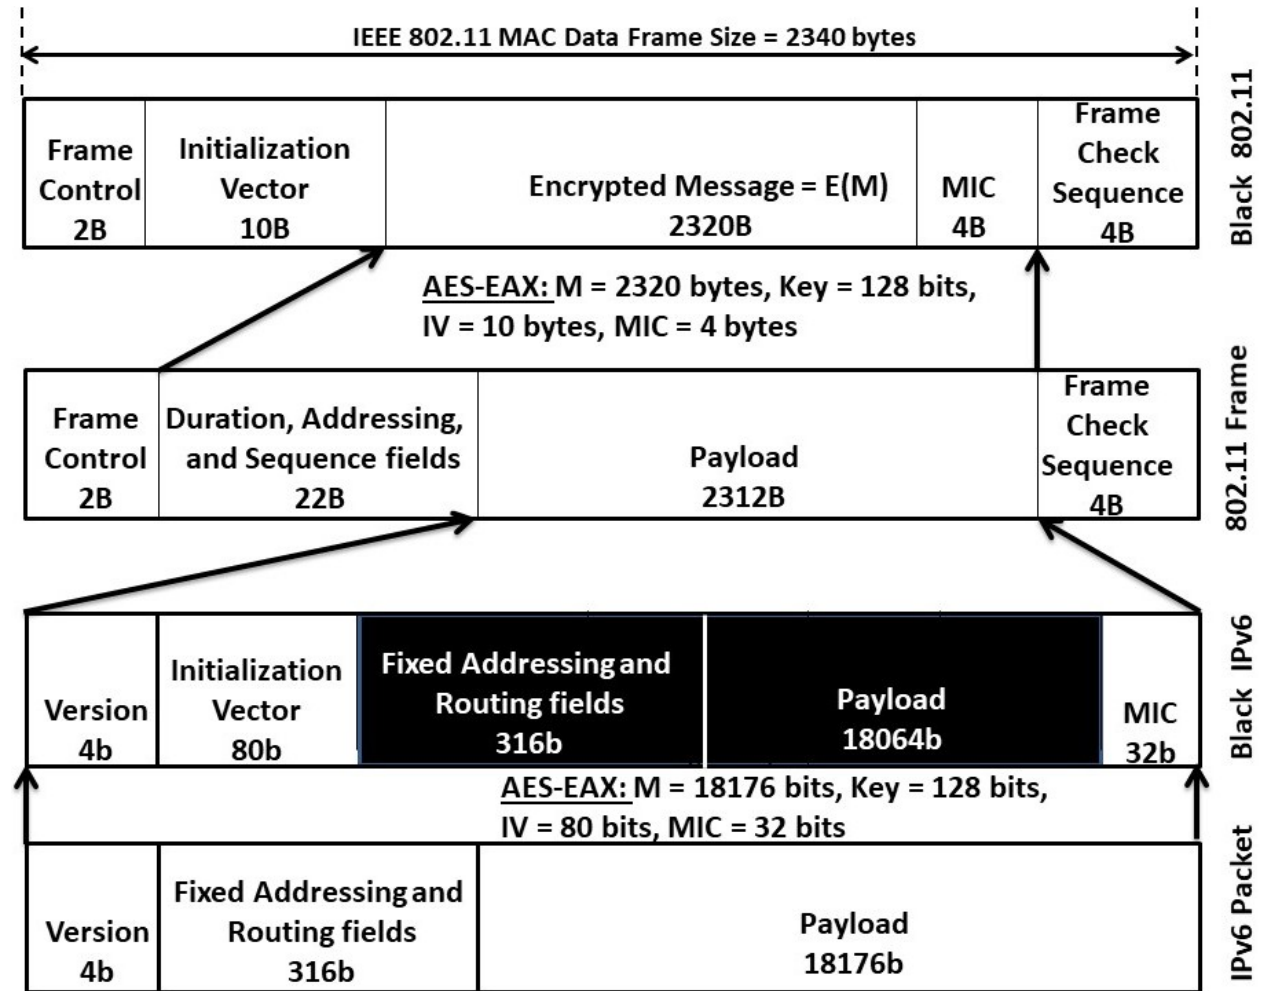 IEEE 802.11 MAC Data Frame Size = 2340 bytes
Frame
Control
2B
Initialization
Vector
10B
Encrypted Message = E(M)
2320B
MIC
4B
Frame
Check
Sequence
4B
Black 802.11
AES-EAX: M = 2320 bytes, Key = 128 bits,
IV = 10 bytes, MIC = 4 bytes
Frame
Control
2B
Duration, Addressing,
and Sequence fields
22B
Payload
2312B
Frame
Check
Sequence
4B
802.11 Frame
Version
4b
Initialization
Vector
80b
Fixed Addressing and
Routing fields
316b
Payload
18064b
MIC
32b
Black IPv6
AES-EAX: M = 18176 bits, Key = 128 bits,
IV = 80 bits, MIC = 32 bits
Version
4b
Fixed Addressing and
Routing fields
316b
Payload
18176b
IPv6 Packet